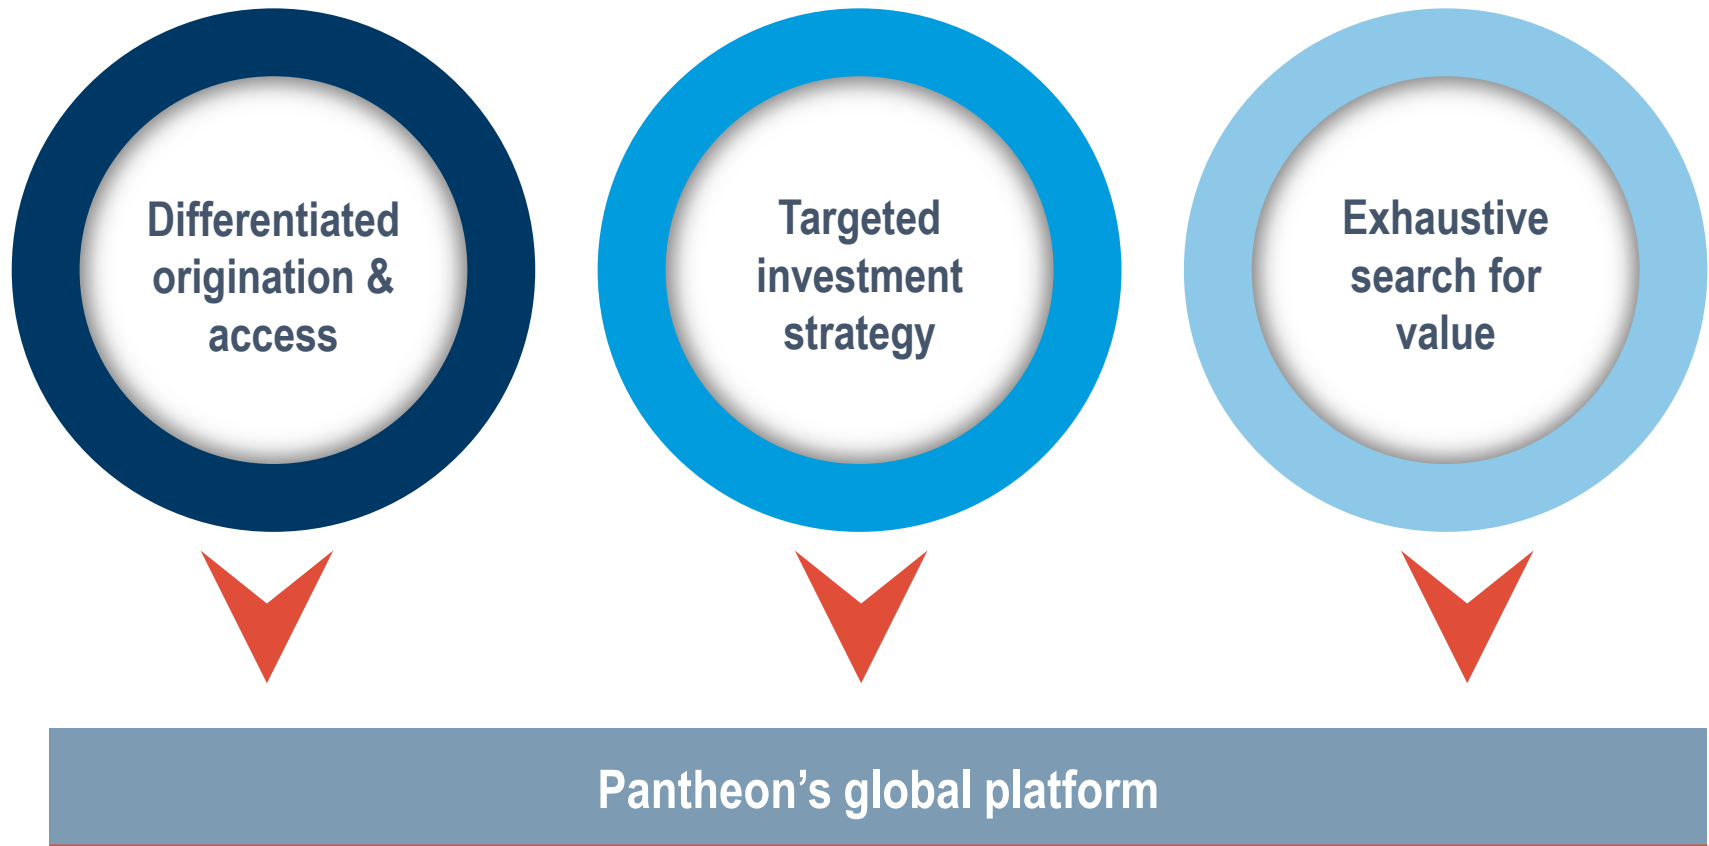 Differentiated
origination &
access
Targeted
investment
strategy
Exhaustive
search for
value
Pantheon’s global platform